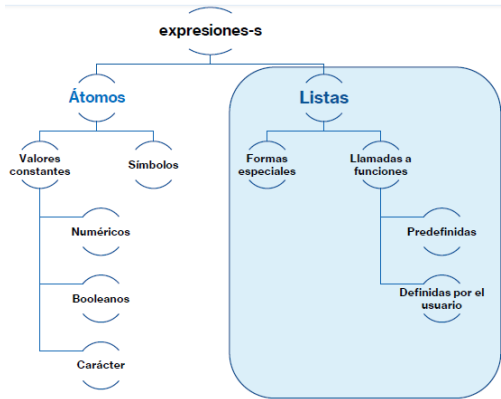 expresiones-s
Átomos
Listas
Valores
constantes
Símbolos
Formas
especiales
Llamadas a
funciones
Numéricos
Predefinidas
Booleanos
Definidas por el
usuario
Carácter